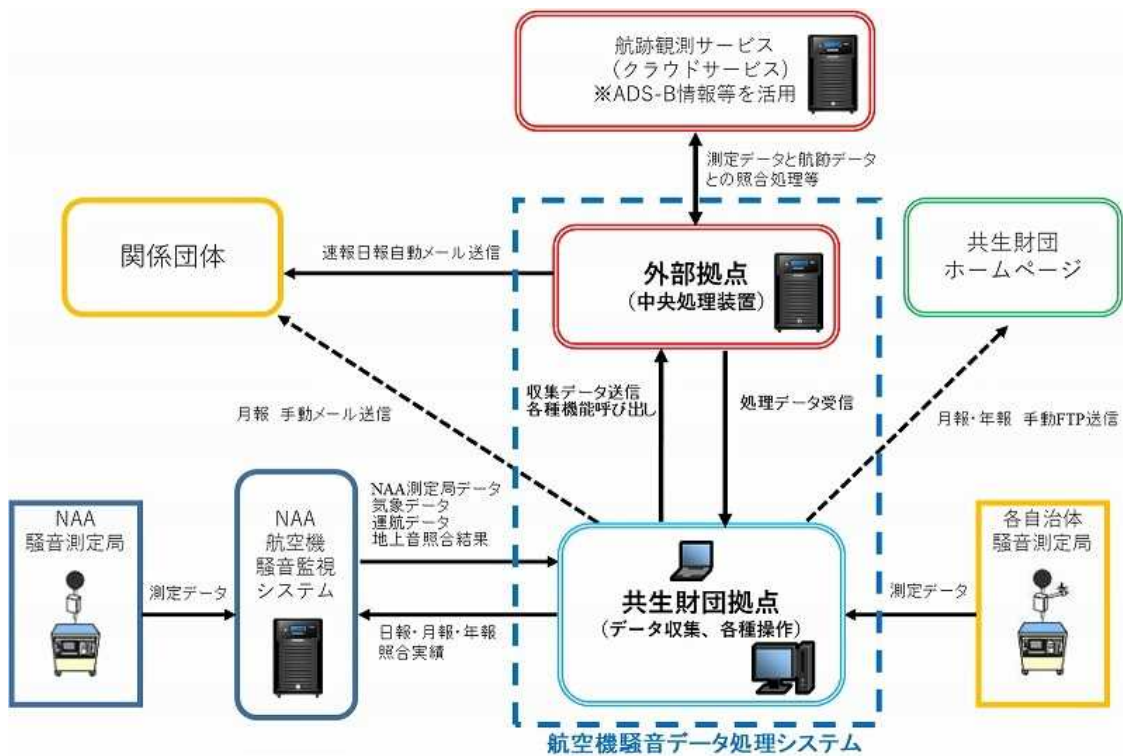 航跡観測サービス
（クラウドサービス）
※ADS-B情報等を活用
測定データと航跡データ
との照合処理等
関係団体
速報日報自動メール送信
外部拠点
（中央処理装置）
共生財団
ホームページ
収集データ送信
各種機能呼び出し
処理データ受信
月報 手動メール送信
月報・年報 手動FTP送信
NAA
騒音測定局
測定データ
NAA
航空機
騒音監視
システム
NAA測定局データ
気象データ
運航データ
地上音照合結果
日報・月報・年報
照合実績
共生財団拠点
（データ収集、各種操作）
測定データ
各自治体
騒音測定局
航空機騒音データ処理システム